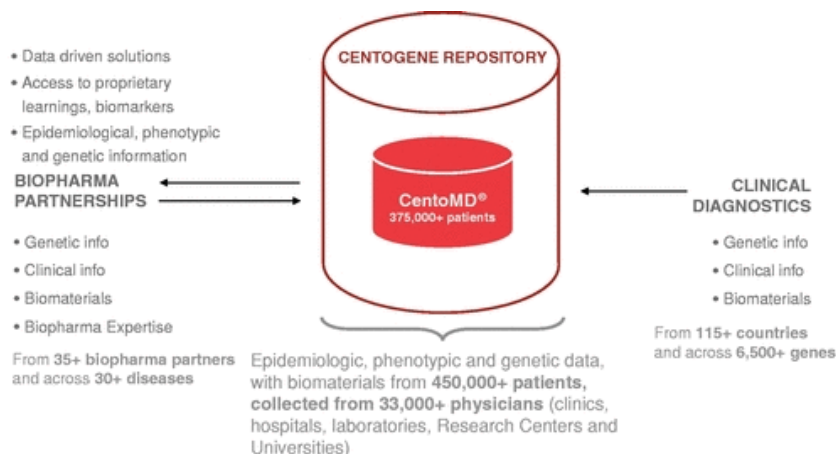 • Data driven solutions
• Access to proprietary
learnings, biomarkers
• Epidemiological, phenotypic
and genetic information
BIOPHARMA
PARTNERSHIPS
• Genetic info
• Clinical info
• Biomaterials
• Biopharma Expertise
From 35+ biopharma partners
and across 30+ diseases
CENTOGENE REPOSITORY
CentoMD®
375,000+ patients
Epidemiologic, phenotypic and genetic data,
with biomaterials from 450,000+ patients,
collected from 33,000+ physicians (clinics,
hospitals, laboratories, Research Centers and
Universities)
CLINICAL
DIAGNOSTICS
• Genetic info
• Clinical info
• Biomaterials
From 115+ countries
and across 6,500+ genes